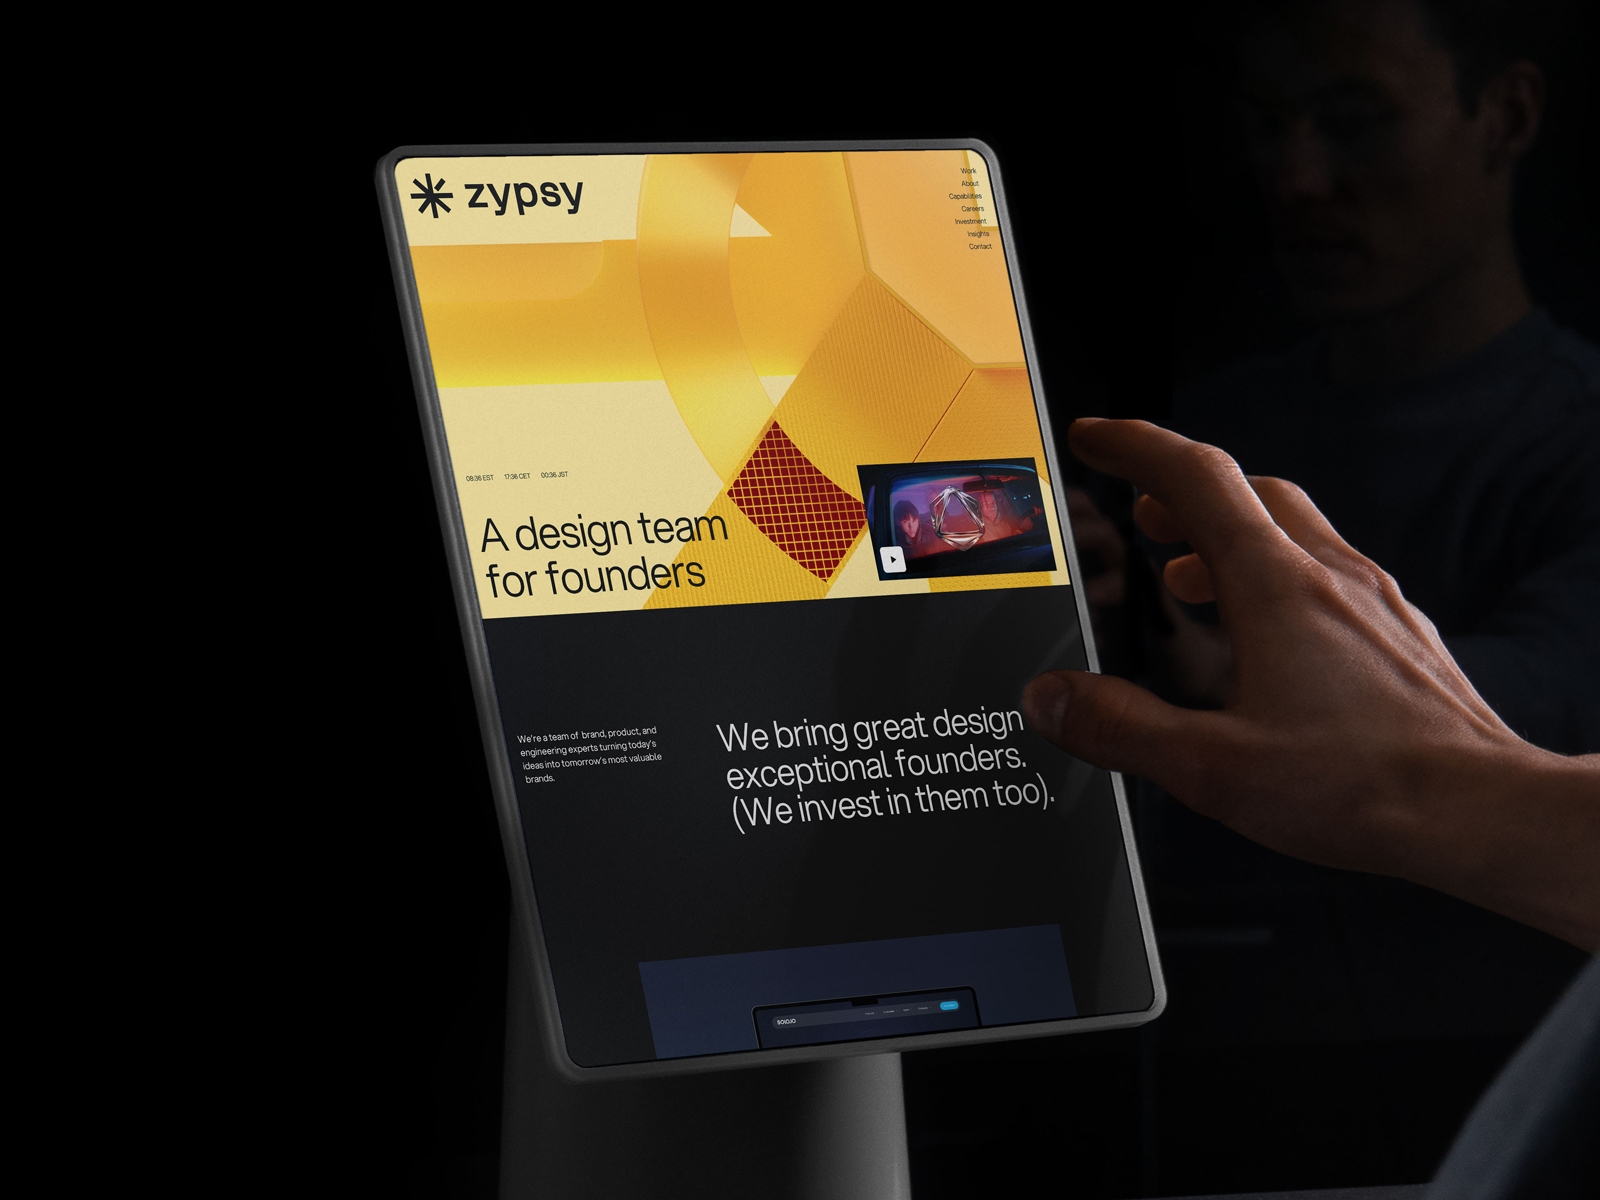 zypsy
Work
About
Capabilities
Careers
Investment
Insights
Contact
08:36 EST 17:36 CET 00:36 JST
A design team
for founders
We're a team of brand, product, and
engineering experts turning today's
ideas into tomorrow's most valuable
brands.
We bring great design
exceptional founders.
(We invest in them too).
SOLOJO